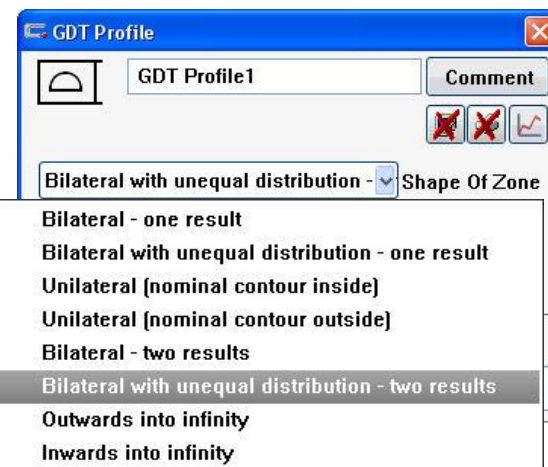 GDT Profile
GDT Profile1
Comment
Bilateral with unequal distribution -
Shape Of Zone
Bilateral - one result
Bilateral with unequal distribution - one result
Unilateral (nominal contour inside)
Unilateral (nominal contour outside)
Bilateral - two results
Bilateral with unequal distribution - two results
Outwards into infinity
Inwards into infinity